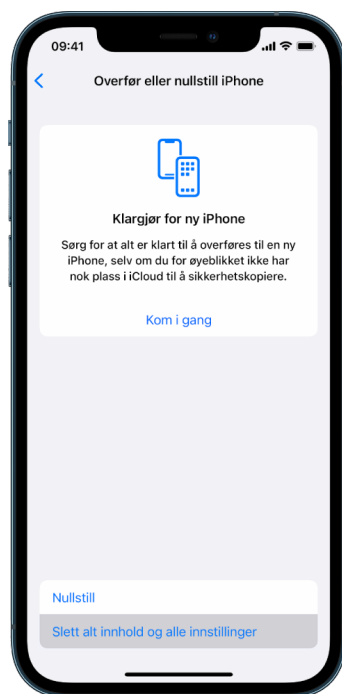 09:41
Overfør eller nullstill iPhone
Klargjør for ny iPhone
Sørg for at alt er klart til å overføres til en ny
iPhone, selv om du for øyeblikket ikke har
nok plass i iCloud til å sikkerhetskopiere.
Kom i gang
Nullstill
Slett alt innhold og alle innstillinger